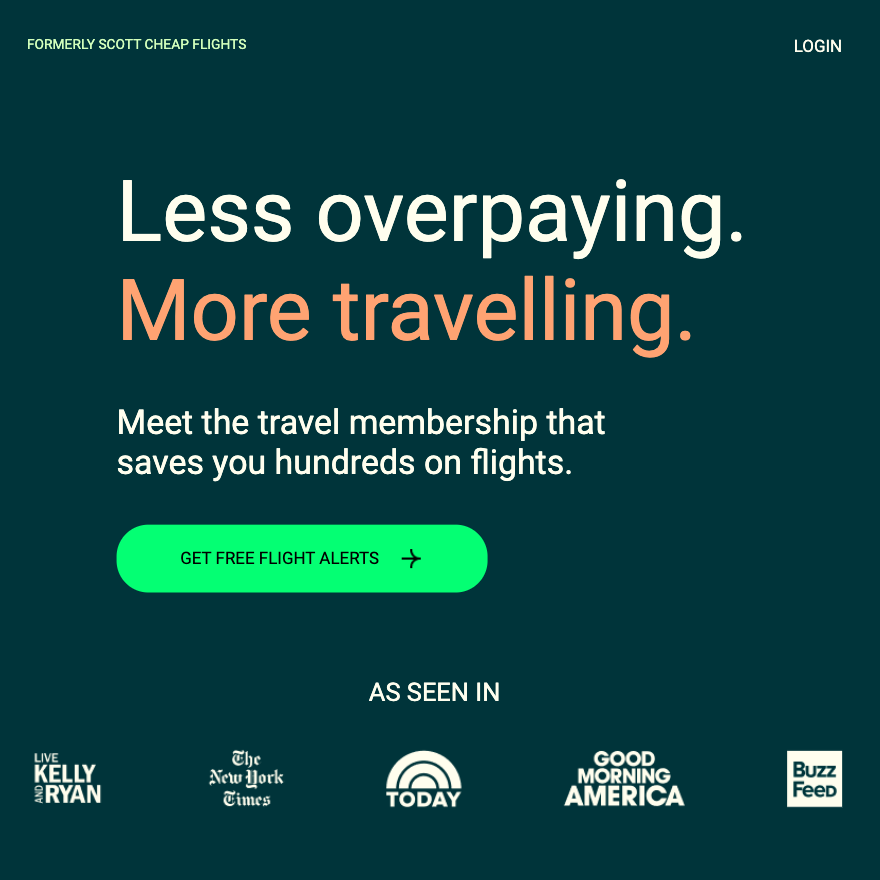 FORMERLY SCOTT CHEAP FLIGHTS
LOGIN
Less overpaying.
More travelling.
Meet the travel membership that
saves you hundreds on flights.
GET FREE FLIGHT ALERTS
AS SEEN IN
LIVE
KELLY
AND RYAN
The
New York
Times
TODAY
GOOD
MORNING
AMERICA
BUZZ
FEED